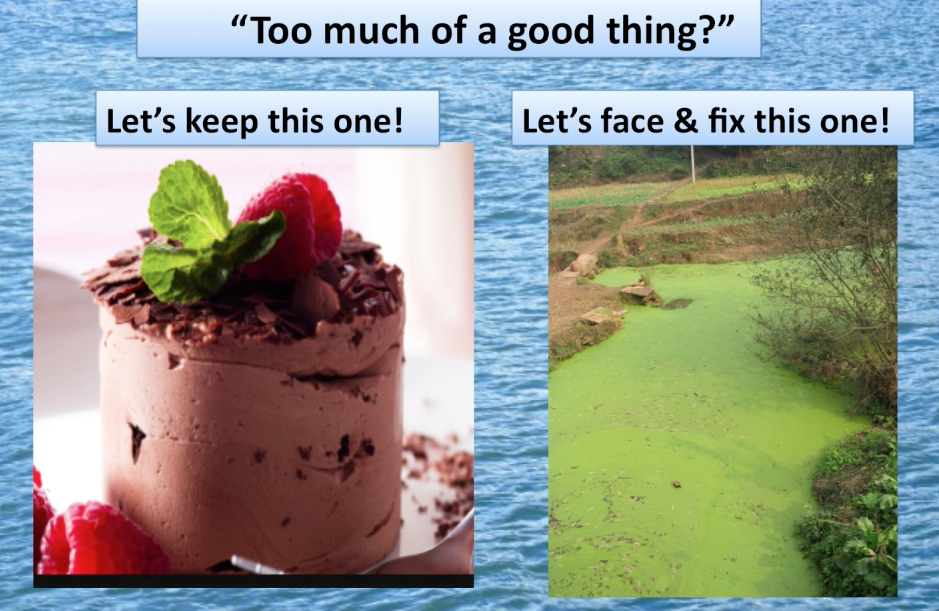 “Too much of a good thing?”
Let’s keep this one!
Let’s face & fix this one!